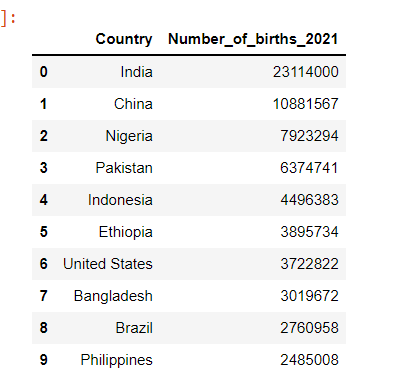 ]:
Country Number_of_births_2021
0 India 23114000
1 China 10881567
2 Nigeria 7923294
3 Pakistan 6374741
4 Indonesia 4496383
5 Ethiopia 3895734
6 United States 3722822
7 Bangladesh 3019672
8 Brazil 2760958
9 Philippines 2485008